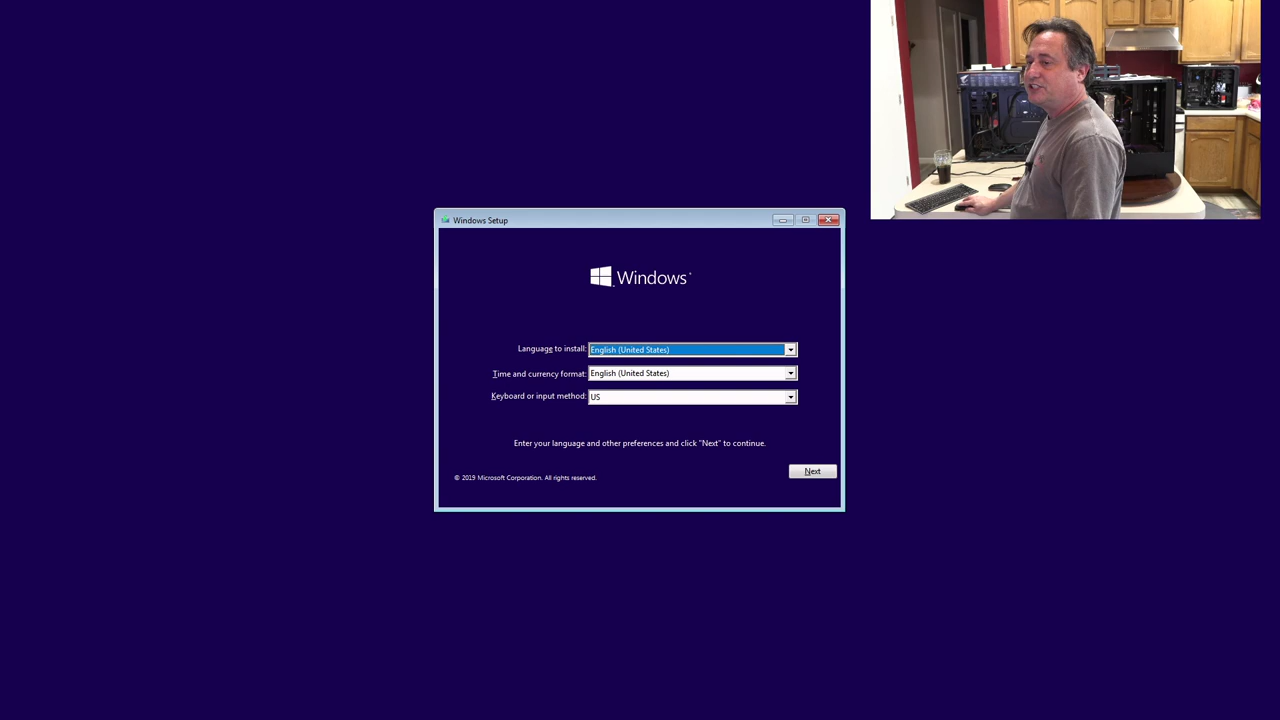 Windows Setup
Windows
Language to install: English (United States)
Time and currency format: English (United States)
Keyboard or input method: US
Enter your language and other preferences and click "Next" to continue.
Next
© 2019 Microsoft Corporation. All rights reserved.